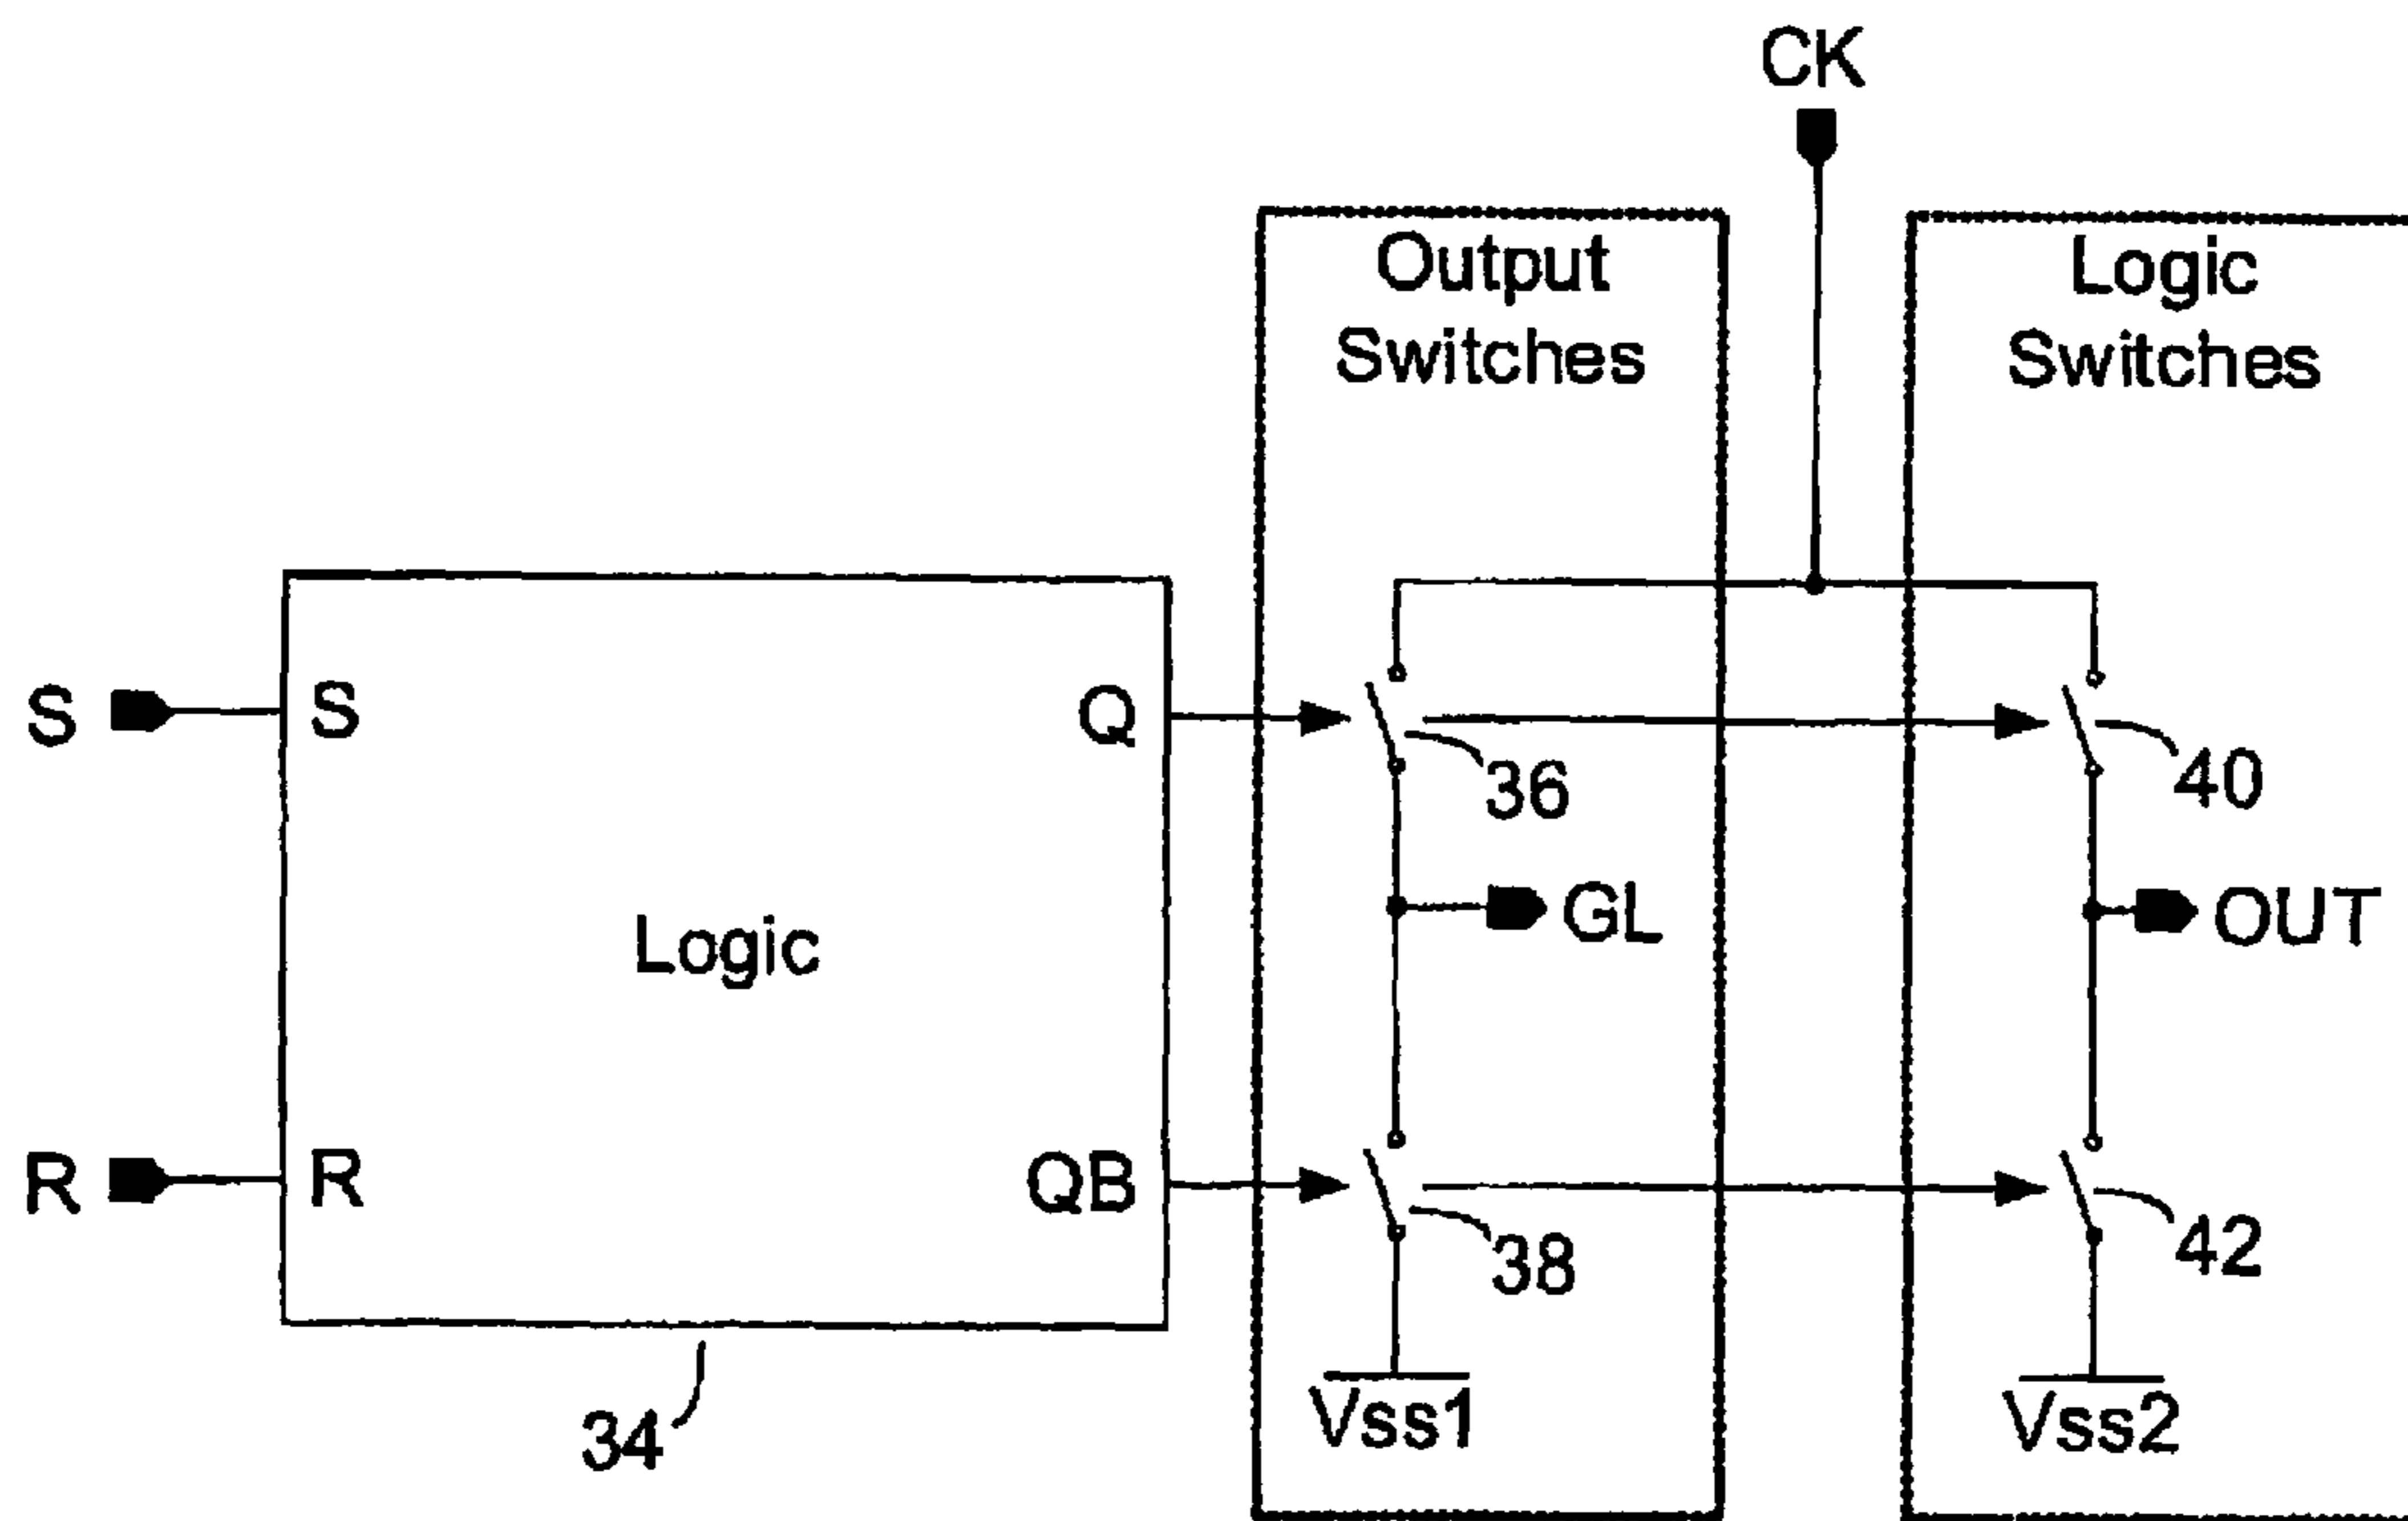 CK
Output
Switches
Logic
Switches
S
S
Q
36
40
Logic
GL
OUT
R
R
QB
38
42
34
Vss1
Vss2